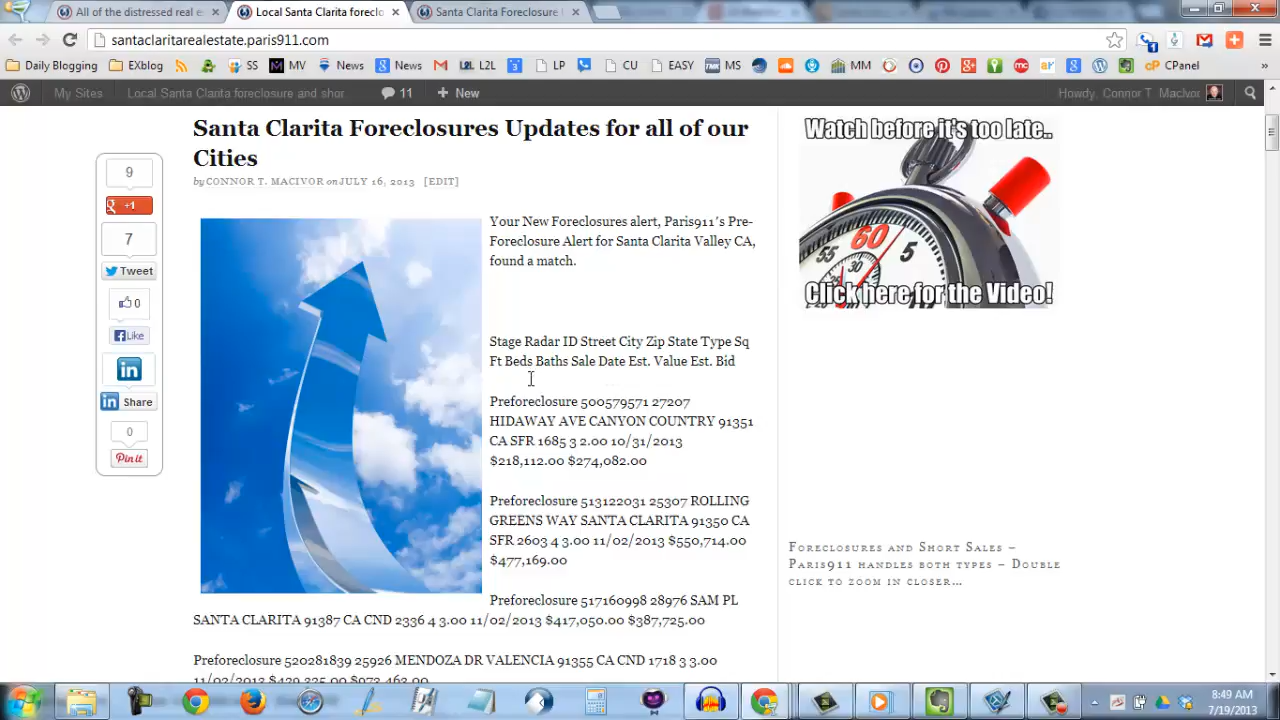 All of the distressed real e
Local Santa Clarita foreclo
Santa Clarita Foreclosure
santaclaritarealestate.paris911.com
Daily Blogging EXblog SS MV News News L2L 3 LP CU EASY MS MM MS CPanel »
My Sites Local Santa Clarita foreclosure and shor 11 + New Howdy, Connor T. MacIvor
Santa Clarita Foreclosures Updates for all of our
Cities
by CONNOR T. MACIVOR on JULY 16, 2013 [EDIT]
9
+1
7
Tweet
0
Like
in
Share
0
Pin it
Your New Foreclosures alert, Paris911's Pre-
Foreclosure Alert for Santa Clarita Valley CA,
found a match.
Stage Radar ID Street City Zip State Type Sq
Ft Beds Baths Sale Date Est. Value Est. Bid
Preforeclosure 500579571 27207
HIDAWAY AVE CANYON COUNTRY 91351
CA SFR 1685 3 2.00 10/31/2013
$218,112.00 $274,082.00
Preforeclosure 513122031 25307 ROLLING
GREENS WAY SANTA CLARITA 91350 CA
SFR 2603 4 3.00 11/02/2013 $550,714.00
$477,169.00
Preforeclosure 517160998 28976 SAM PL
SANTA CLARITA 91387 CA CND 2336 4 3.00 11/02/2013 $417,050.00 $387,725.00
Preforeclosure 520281839 25926 MENDOZA DR VALENCIA 91355 CA CND 1718 3 3.00
11/02/2013
Watch before it's too late..
55 60 5
Click here for the Video!
Foreclosures and Short Sales –
Paris911 handles both types – Double
click to zoom in closer...
8:49 AM
7/19/2013